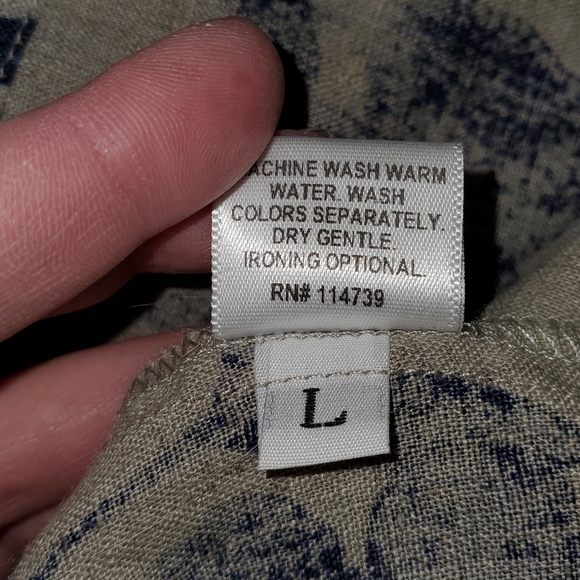 ACHINE WASH WARM
WATER. WASH
COLORS SEPARATELY.
DRY GENTLE.
IRONING OPTIONAL.
RN# 114739
L